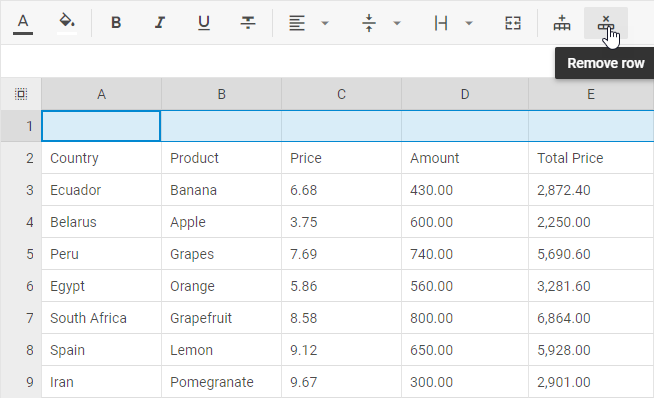 A B I U T
Remove row
A B C D E
1
2 Country Product Price Amount Total Price
3 Ecuador Banana 6.68 430.00 2,872.40
4 Belarus Apple 3.75 600.00 2,250.00
5 Peru Grapes 7.69 740.00 5,690.60
6 Egypt Orange 5.86 560.00 3,281.60
7 South Africa Grapefruit 8.58 800.00 6,864.00
8 Spain Lemon 9.12 650.00 5,928.00
9 Iran Pomegranate 9.67 300.00 2,901.00